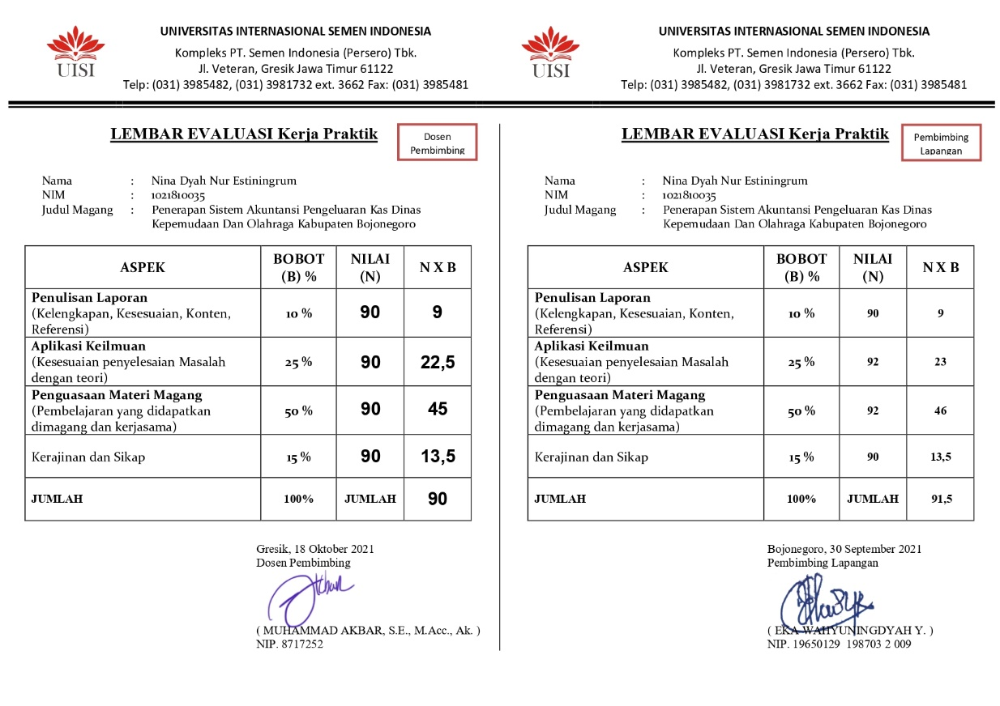 UISI
UNIVERSITAS INTERNASIONAL SEMEN INDONESIA
Kompleks PT. Semen Indonesia (Persero) Tbk.
Jl. Veteran, Gresik Jawa Timur 61122
Telp: (031) 3985482, (031) 3981732 ext. 3662 Fax: (031) 3985481
LEMBAR EVALUASI Kerja Praktik
Dosen
Pembimbing
Nama : Nina Dyah Nur Estiningrum
NIM : 1021810035
Judul Magang : Penerapan Sistem Akuntansi Pengeluaran Kas Dinas
Kepemudaan Dan Olahraga Kabupaten Bojonegoro
ASPEK BOBOT (B) % NILAI (N) N X B
Penulisan Laporan
(Kelengkapan, Kesesuaian, Konten,
Referensi)
10 % 90 9
Aplikasi Keilmuan
(Kesesuaian penyelesaian Masalah
dengan teori)
25 % 90 22,5
Penguasaan Materi Magang
(Pembelajaran yang didapatkan
dimagang dan kerjasama)
50 % 90 45
Kerajinan dan Sikap 15 % 90 13,5
JUMLAH 100% JUMLAH 90
Gresik, 18 Oktober 2021
Dosen Pembimbing
( MUHAMMAD AKBAR, S.E., M.Acc., Ak. )
NIP. 8717252
UISI
UNIVERSITAS INTERNASIONAL SEMEN INDONESIA
Kompleks PT. Semen Indonesia (Persero) Tbk.
Jl. Veteran, Gresik Jawa Timur 61122
Telp: (031) 3985482, (031) 3981732 ext. 3662 Fax: (031) 3985481
LEMBAR EVALUASI Kerja Praktik
Pembimbing
Lapangan
Nama : Nina Dyah Nur Estiningrum
NIM : 1021810035
Judul Magang : Penerapan Sistem Akuntansi Pengeluaran Kas Dinas
Kepemudaan Dan Olahraga Kabupaten Bojonegoro
ASPEK BOBOT (B) % NILAI (N) N X B
Penulisan Laporan
(Kelengkapan, Kesesuaian, Konten,
Referensi)
10 % 90 9
Aplikasi Keilmuan
(Kesesuaian penyelesaian Masalah
dengan teori)
25 % 92 23
Penguasaan Materi Magang
(Pembelajaran yang didapatkan
dimagang dan kerjasama)
50 % 92 46
Kerajinan dan Sikap 15 % 90 13,5
JUMLAH 100% JUMLAH 91,5
Bojonegoro, 30 September 2021
Pembimbing Lapangan
( EKA WAHYUNINGDYAH Y. )
NIP. 19650129 198703 2 009